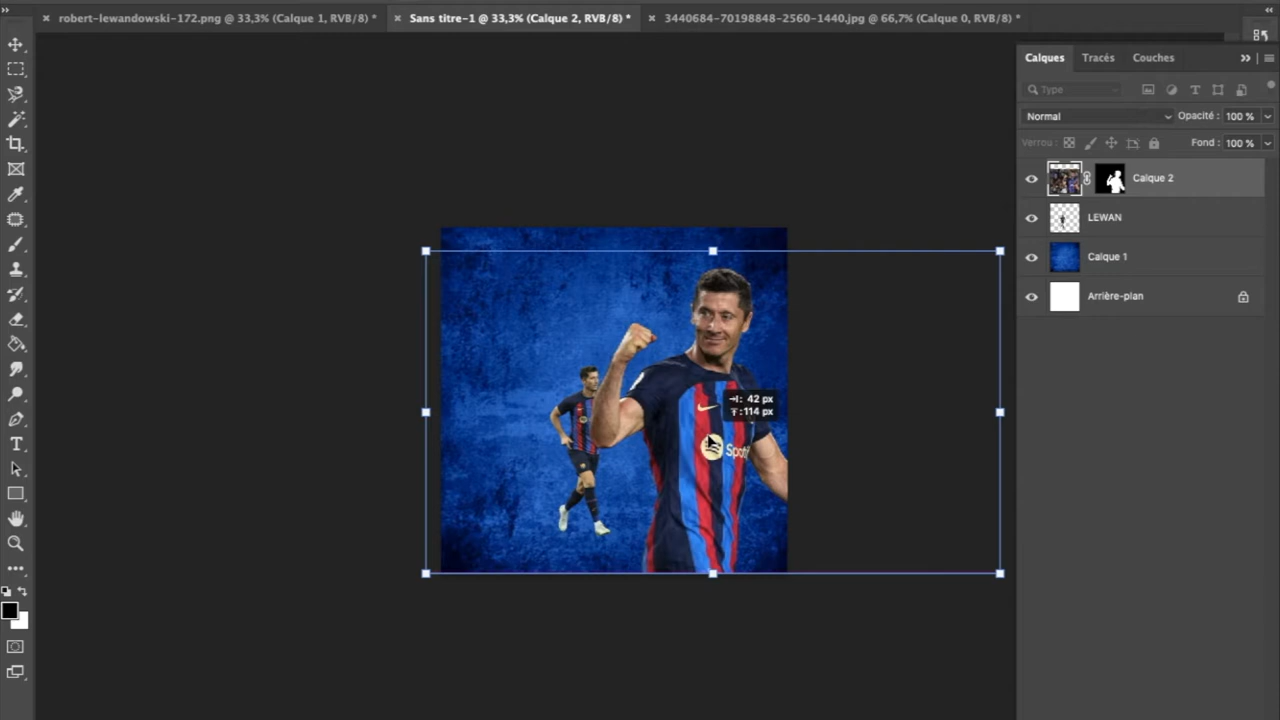 robert-lewandowski-172.png @ 33,3% (Calque 1, RVB/8) *
Sans titre-1 @ 33,3% (Calque 2, RVB/8) *
3440684-70198848-2560-1440.jpg @ 66,7% (Calque 0, RVB/8) *
Calques
Tracés
Couches
Type
Normal
Opacité :
100 %
Verrou :
Fond :
100 %
Calque 2
LEWAN
Calque 1
Arrière-plan
: 42 px
:114 px
Spoti